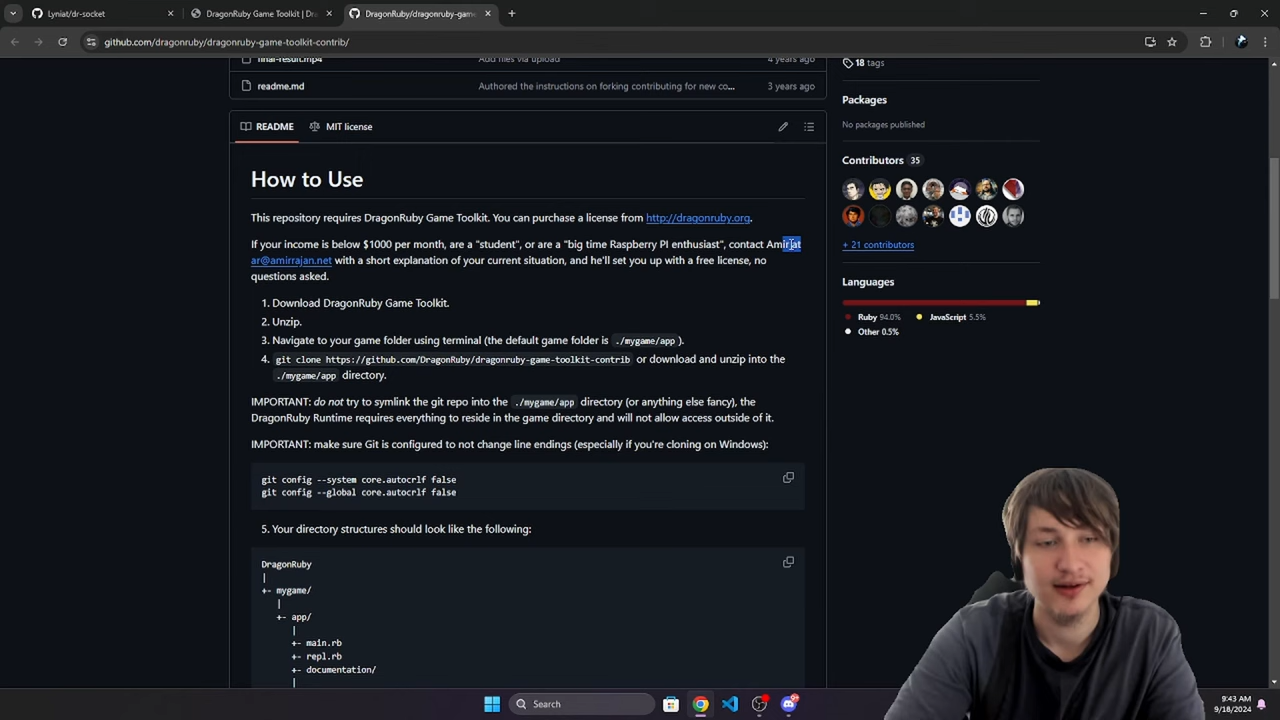 Lyniat/dr-socket
DragonRuby Game Toolkit | Dr
DragonRuby/dragonruby-game
github.com/dragonruby/dragonruby-game-toolkit-contrib/
final-result.mp4 Add files via upload 4 years ago
18 tags
readme.md Authored the instructions on forking contributing for new co... 3 years ago
Packages
No packages published
README MIT license
Contributors 35
How to Use
This repository requires DragonRuby Game Toolkit. You can purchase a license from http://dragonruby.org.
If your income is below $1000 per month, are a "student", or are a "big time Raspberry PI enthusiast", contact Amir at
+ 21 contributors
ar@amirrajan.net with a short explanation of your current situation, and he'll set you up with a free license, no
questions asked.
Languages
1. Download DragonRuby Game Toolkit.
Ruby 94.0% JavaScript 5.5%
2. Unzip.
Other 0.5%
3. Navigate to your game folder using terminal (the default game folder is ./mygame/app ).
4. git clone https://github.com/DragonRuby/dragonruby-game-toolkit-contrib or download and unzip into the
./mygame/app directory.
IMPORTANT: do not try to symlink the git repo into the ./mygame/app directory (or anything else fancy), the
DragonRuby Runtime requires everything to reside in the game directory and will not allow access outside of it.
IMPORTANT: make sure Git is configured to not change line endings (especially if you're cloning on Windows):
git config --system core.autocrlf false
git config --global core.autocrlf false
5. Your directory structures should look like the following:
DragonRuby
|
+- mygame/
|
+- app/
|
+- main.rb
+- repl.rb
+- documentation/
|
Search
9:43 AM
9/18/2024